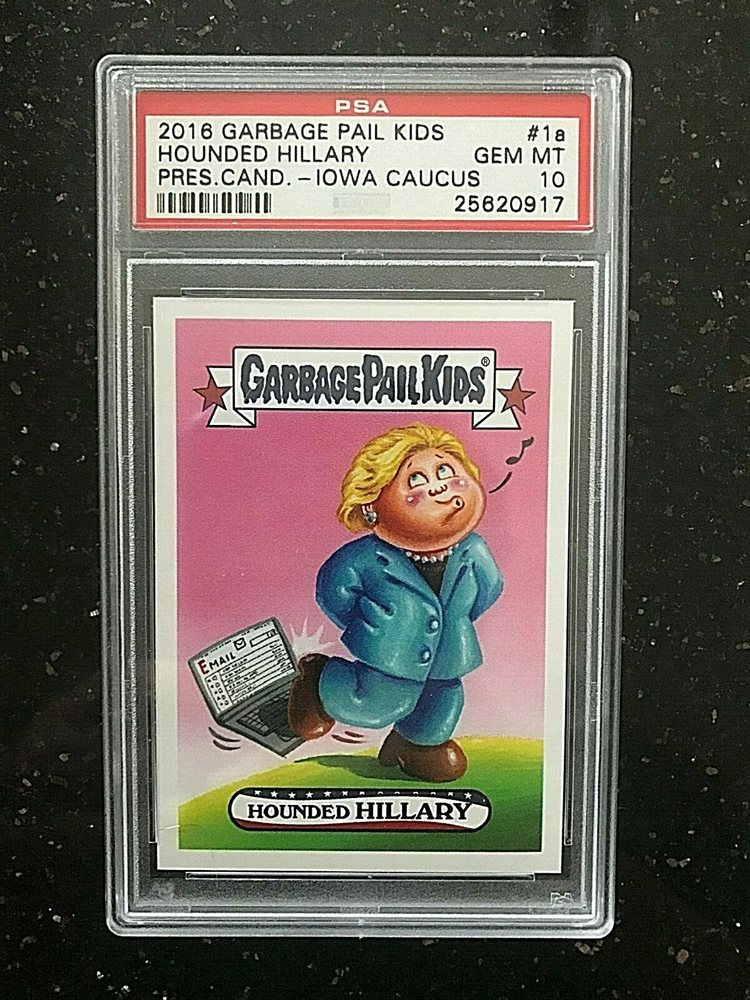 PSA
2016 GARBAGE PAIL KIDS #1a
HOUNDED HILLARY GEM MT
PRES.CAND. -IOWA CAUCUS 10
25620917
GARBAGE PAIL KIDS®
EMAIL
HOUNDED HILLARY